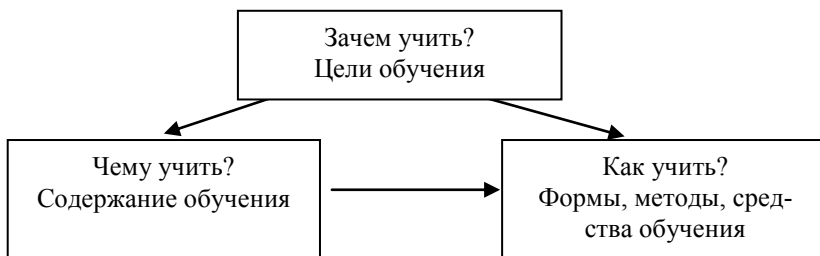 Зачем учить?
Цели обучения
Чему учить?
Содержание обучения
Как учить?
Формы, методы, сред-
ства обучения